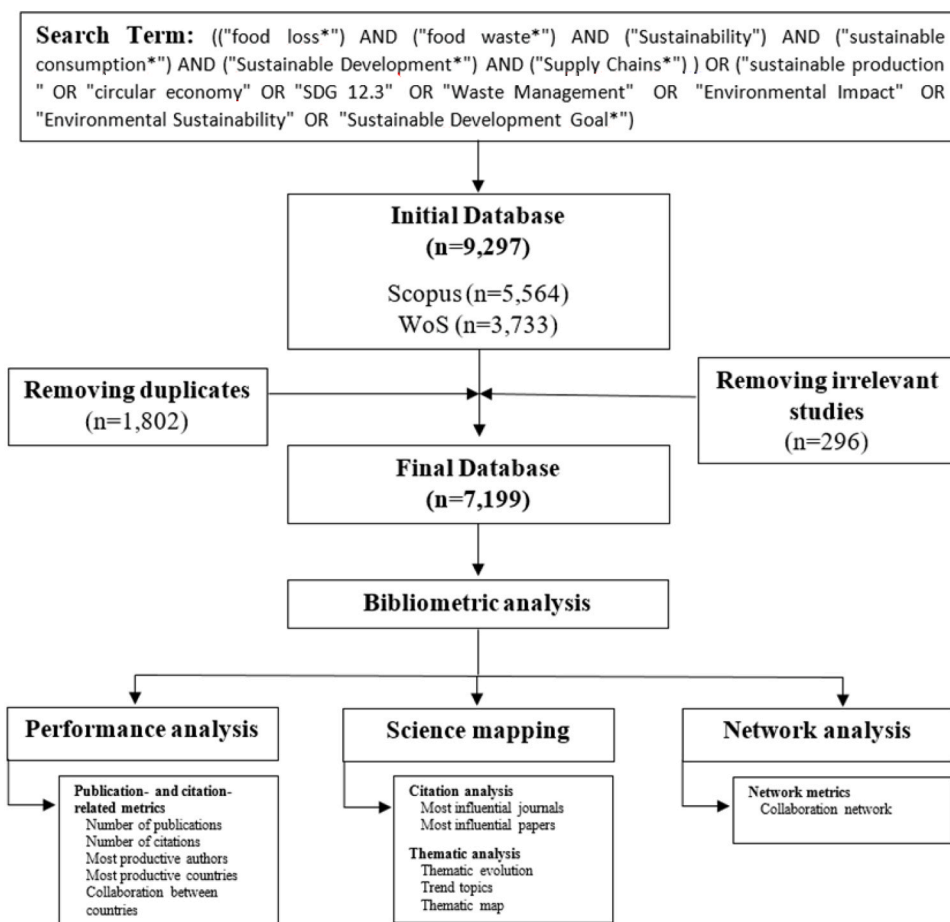 Search Term: (("food loss*") AND ("food waste*") AND ("Sustainability") AND ("sustainable
consumption*") AND ("Sustainable Development*") AND ("Supply Chains*") ) OR ("sustainable production
" OR "circular economy" OR "SDG 12.3" OR "Waste Management" OR "Environmental Impact" OR
"Environmental Sustainability" OR "Sustainable Development Goal*")
Initial Database
(n=9,297)
Scopus (n=5,564)
WoS (n=3,733)
Removing duplicates
(n=1,802)
Removing irrelevant
studies
(n=296)
Final Database
(n=7,199)
Bibliometric analysis
Performance analysis
Science mapping
Network analysis
Publication- and citation-
related metrics
Number of publications
Number of citations
Most productive authors
Most productive countries
Collaboration between
countries
Citation analysis
Most influential journals
Most influential papers
Thematic analysis
Thematic evolution
Trend topics
Thematic map
Network metrics
Collaboration network